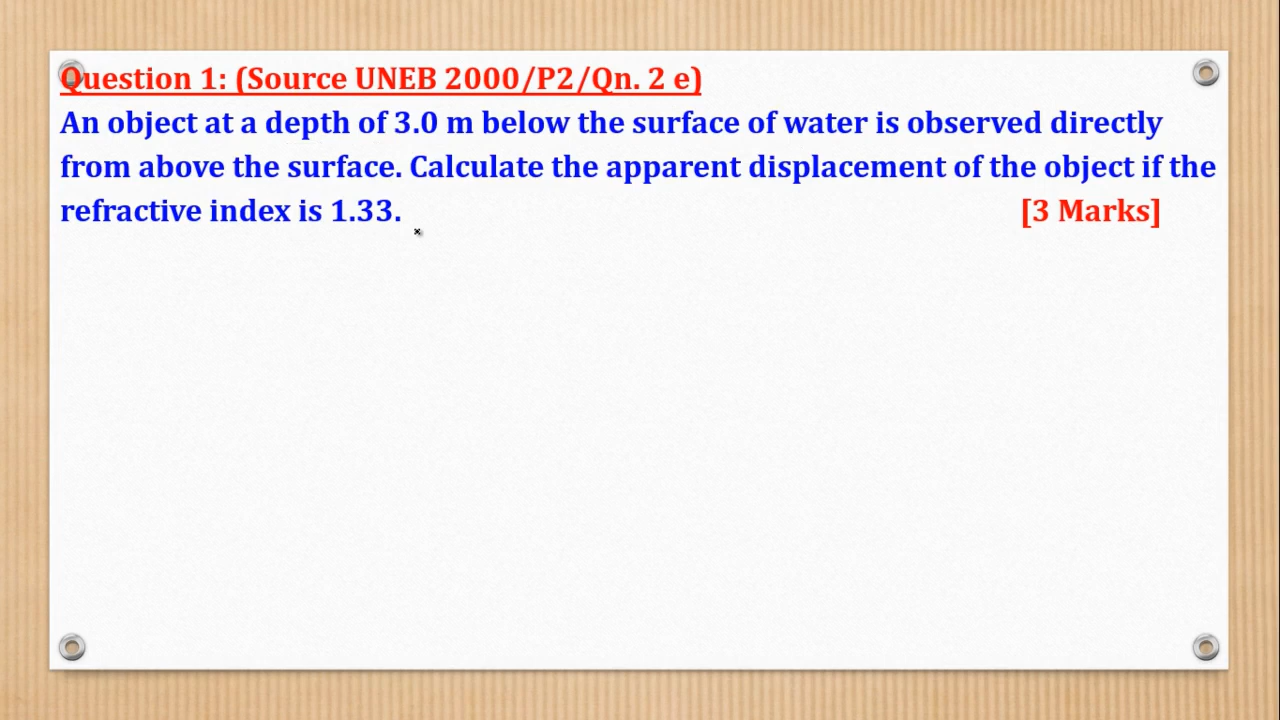 Question 1: (Source UNEB 2000/P2/Qn. 2 e)
An object at a depth of 3.0 m below the surface of water is observed directly
from above the surface. Calculate the apparent displacement of the object if the
refractive index is 1.33. [3 Marks]